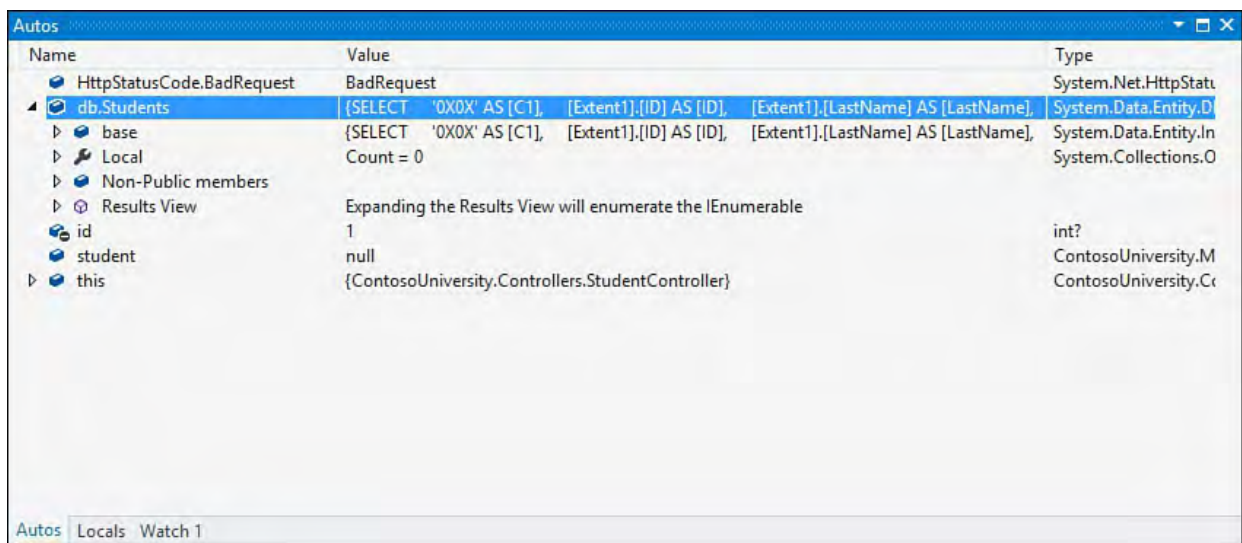 Autos
Name Value Type
HttpStatusCode.BadRequest BadRequest System.Net.HttpStatu
db.Students {SELECT '0X0X' AS [C1], [Extent1].[ID] AS [ID], [Extent1].[LastName] AS [LastName], System.Data.Entity.D
base {SELECT '0X0X' AS [C1], [Extent1].[ID] AS [ID], [Extent1].[LastName] AS [LastName], System.Data.Entity.In
Local Count = 0 System.Collections.O
Non-Public members
Results View Expanding the Results View will enumerate the IEnumerable
id 1 int?
student null ContosoUniversity.M
this {ContosoUniversity.Controllers.StudentController} ContosoUniversity.Co
Autos Locals Watch 1